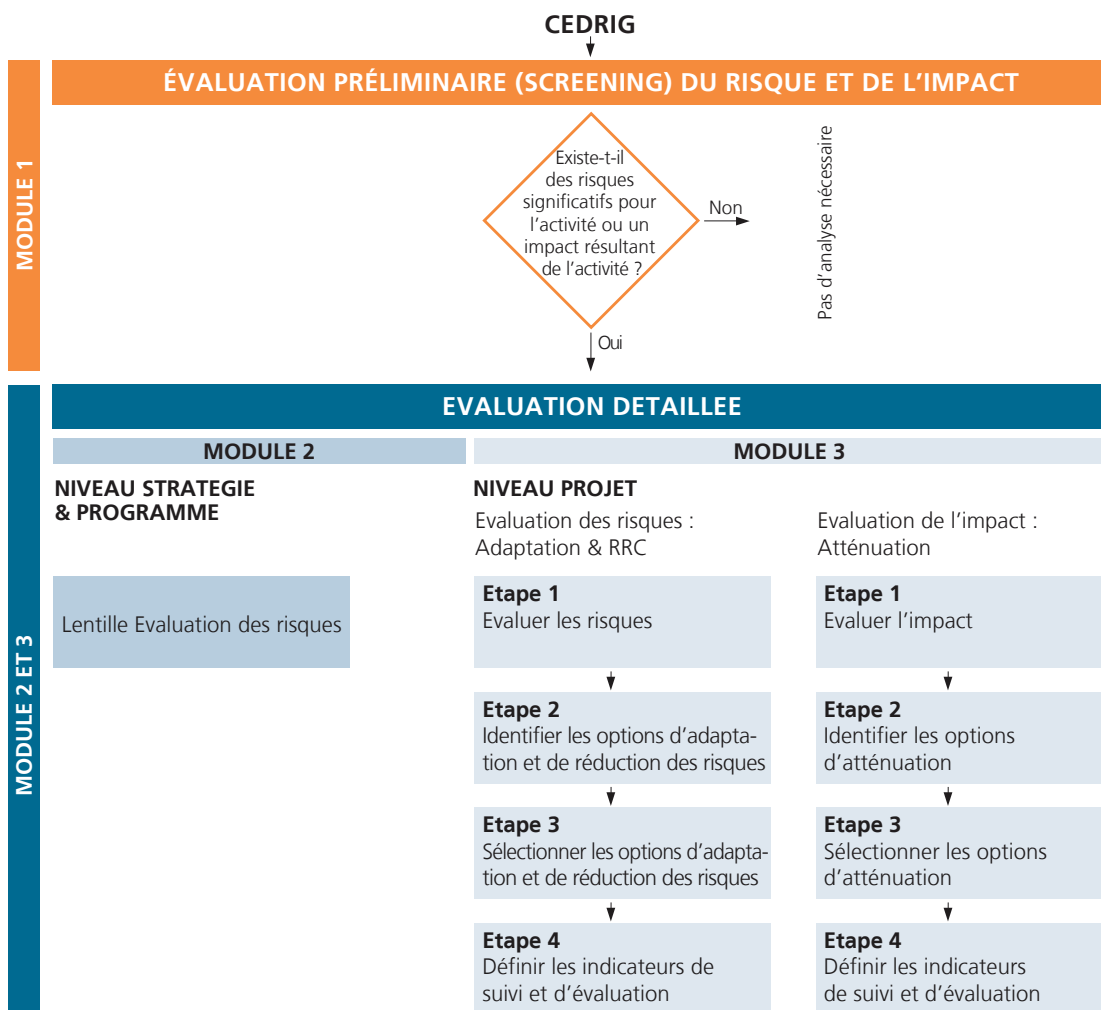 CEDRIG
ÉVALUATION PRÉLIMINAIRE (SCREENING) DU RISQUE ET DE L'IMPACT
MODULE 1
Existe-t-il
des risques
significatifs pour
l'activité ou un
impact résultant
de l'activité ?
Non
Pas d'analyse nécessaire
Oui
MODULE 2 ET 3
EVALUATION DETAILLEE
MODULE 2
NIVEAU STRATEGIE
& PROGRAMME
Lentille Evaluation des risques
MODULE 3
NIVEAU PROJET
Evaluation des risques :
Adaptation & RRC
Etape 1
Evaluer les risques
Etape 2
Identifier les options d'adapta-
tion et de réduction des risques
Etape 3
Sélectionner les options d'adapta-
tion et de réduction des risques
Etape 4
Définir les indicateurs de
suivi et d'évaluation
Evaluation de l'impact :
Atténuation
Etape 1
Evaluer l'impact
Etape 2
Identifier les options
d'atténuation
Etape 3
Sélectionner les options
d'atténuation
Etape 4
Définir les indicateurs
de suivi et d'évaluation